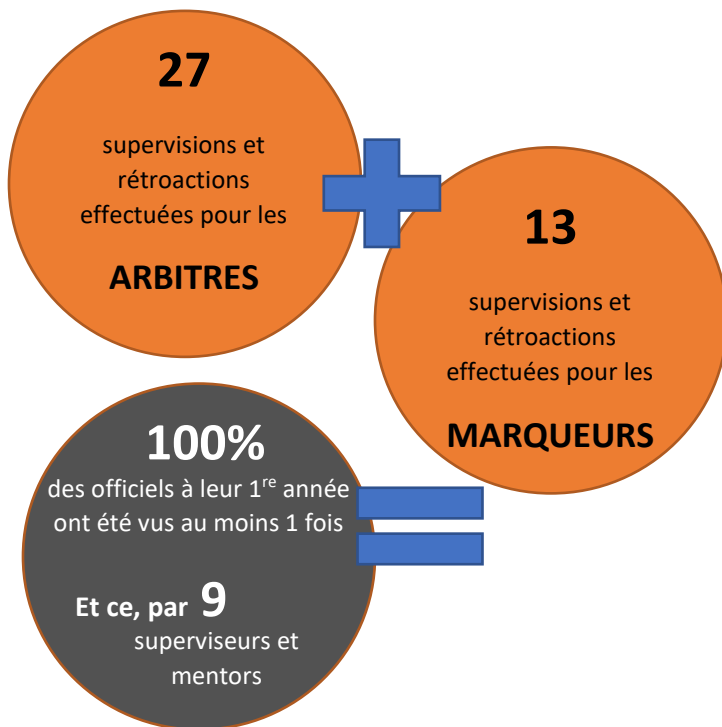 27
supervisions et
rétroactions
effectuées pour les
ARBITRES
13
supervisions et
rétroactions
effectuées pour les
MARQUEURS
100%
des officiels à leur 1re année
ont été vus au moins 1 fois
Et ce, par 9
superviseurs et
mentors